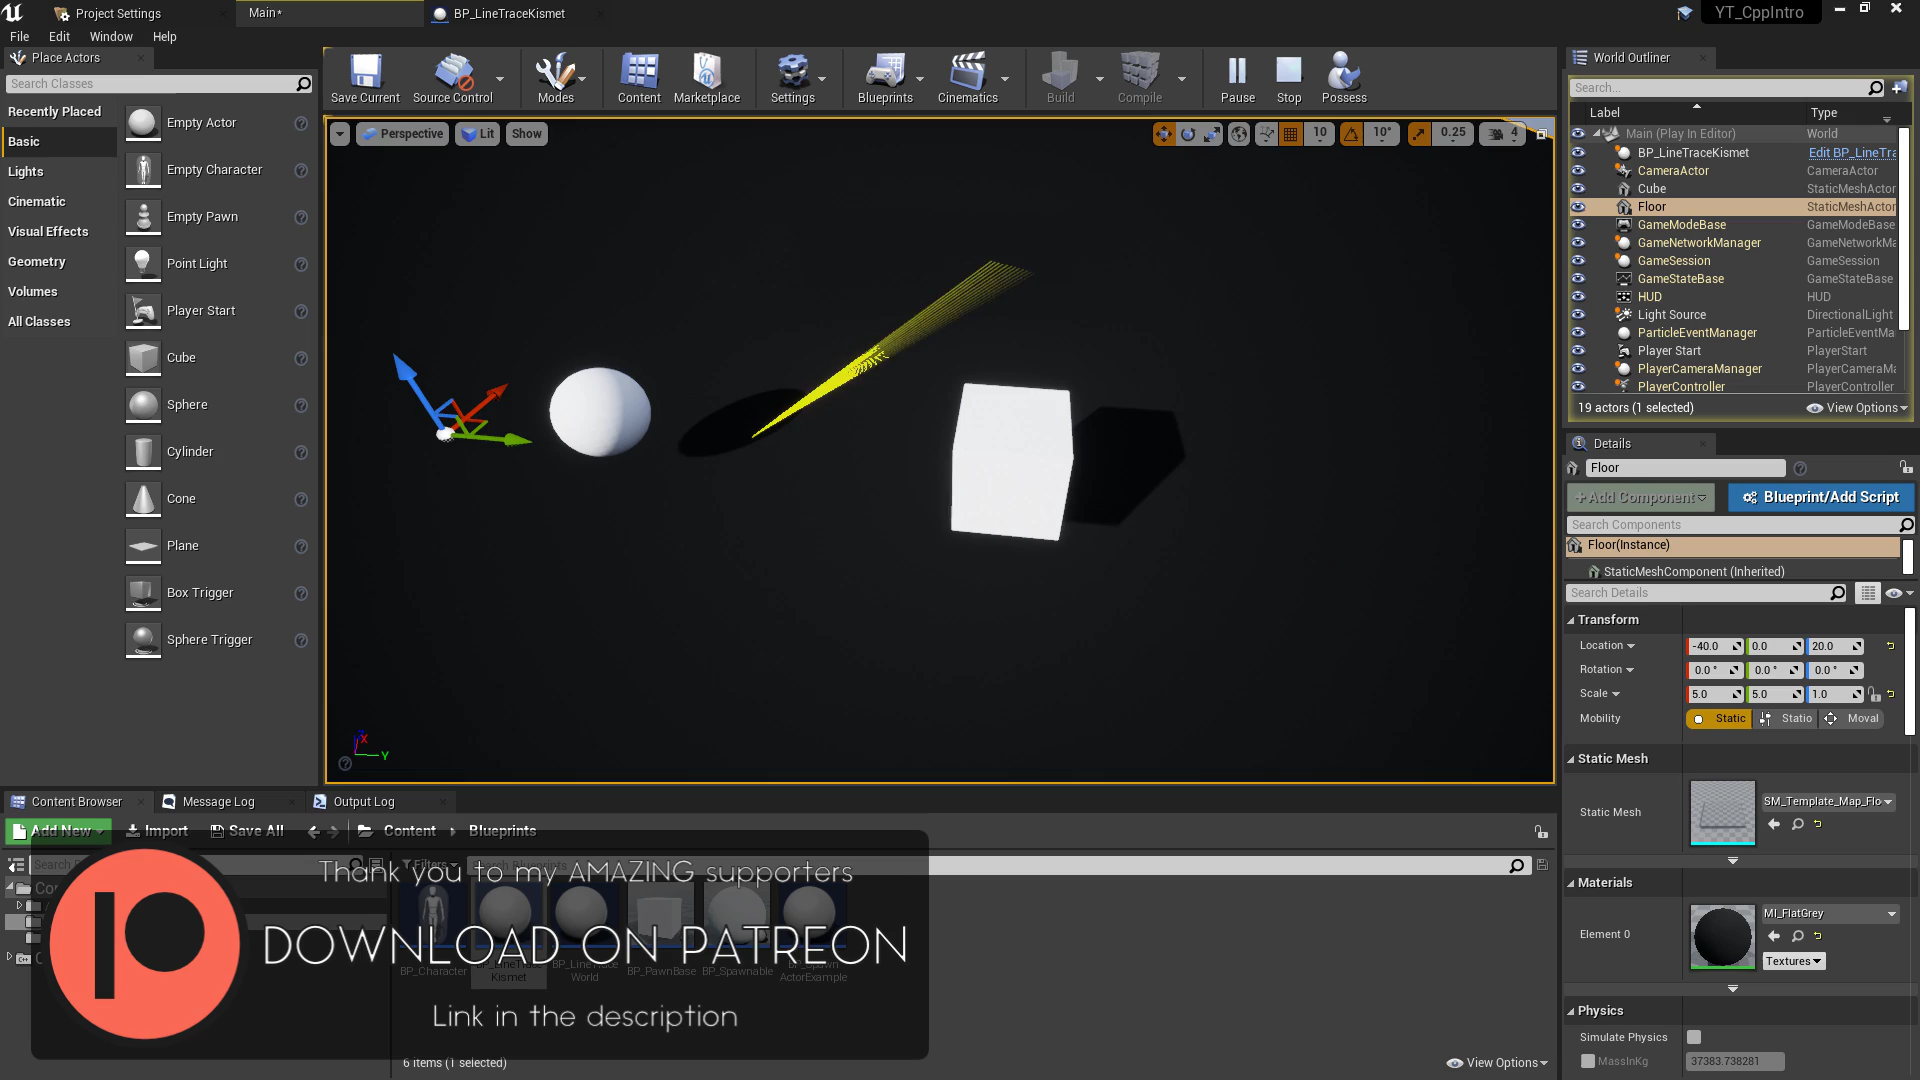 Project Settings
Main*
BP_LineTraceKismet
YT_CppIntro
File Edit Window Help
Place Actors
World Outliner
Search Classes
Save Current
Source Control
Modes
Content
Marketplace
Settings
Blueprints
Cinematics
Build
Compile
Pause
Stop
Possess
Search...
Recently Placed
Basic
Lights
Cinematic
Visual Effects
Geometry
Volumes
All Classes
Empty Actor
Empty Character
Empty Pawn
Point Light
Player Start
Cube
Sphere
Cylinder
Cone
Plane
Box Trigger
Sphere Trigger
Perspective Lit Show
10 10° 0.25 4
X
Y
Label Type
Main (Play In Editor) World
BP_LineTraceKismet Edit BP_LineTra
CameraActor CameraActor
Cube StaticMeshActor
Floor StaticMeshActor
GameModeBase GameModeBase
GameNetworkManager GameNetworkMa
GameSession GameSession
GameStateBase GameStateBase
HUD HUD
Light Source DirectionalLight
ParticleEventManager ParticleEventMa
Player Start PlayerStart
PlayerCameraManager PlayerCameraMa
PlayerController PlayerController
19 actors (1 selected) View Options
Details
Floor
+Add Component Blueprint/Add Script
Search Components
Floor(Instance)
StaticMeshComponent (Inherited)
Search Details
Transform
Location -40.0 0.0 20.0
Rotation 0.0 ° 0.0 ° 0.0 °
Scale 5.0 5.0 1.0
Mobility Static Statio Moval
Static Mesh
Static Mesh SM_Template_Map_Flo
Materials
Element 0 MI_FlatGrey
Textures
Physics
Simulate Physics
MassInKg 37383.738281
Content Browser Message Log Output Log
Add New Import Save All Content Blueprints
Filters Search Blueprints
Thank you to my AMAZING supporters
DOWNLOAD ON PATREON
Link in the description
BP_Character
BP_LineTrace
Kismet
BP_LineTrace
World
BP_PawnBase
BP_Spawnable
BP_Spawn
ActorExample
6 items (1 selected) View Options